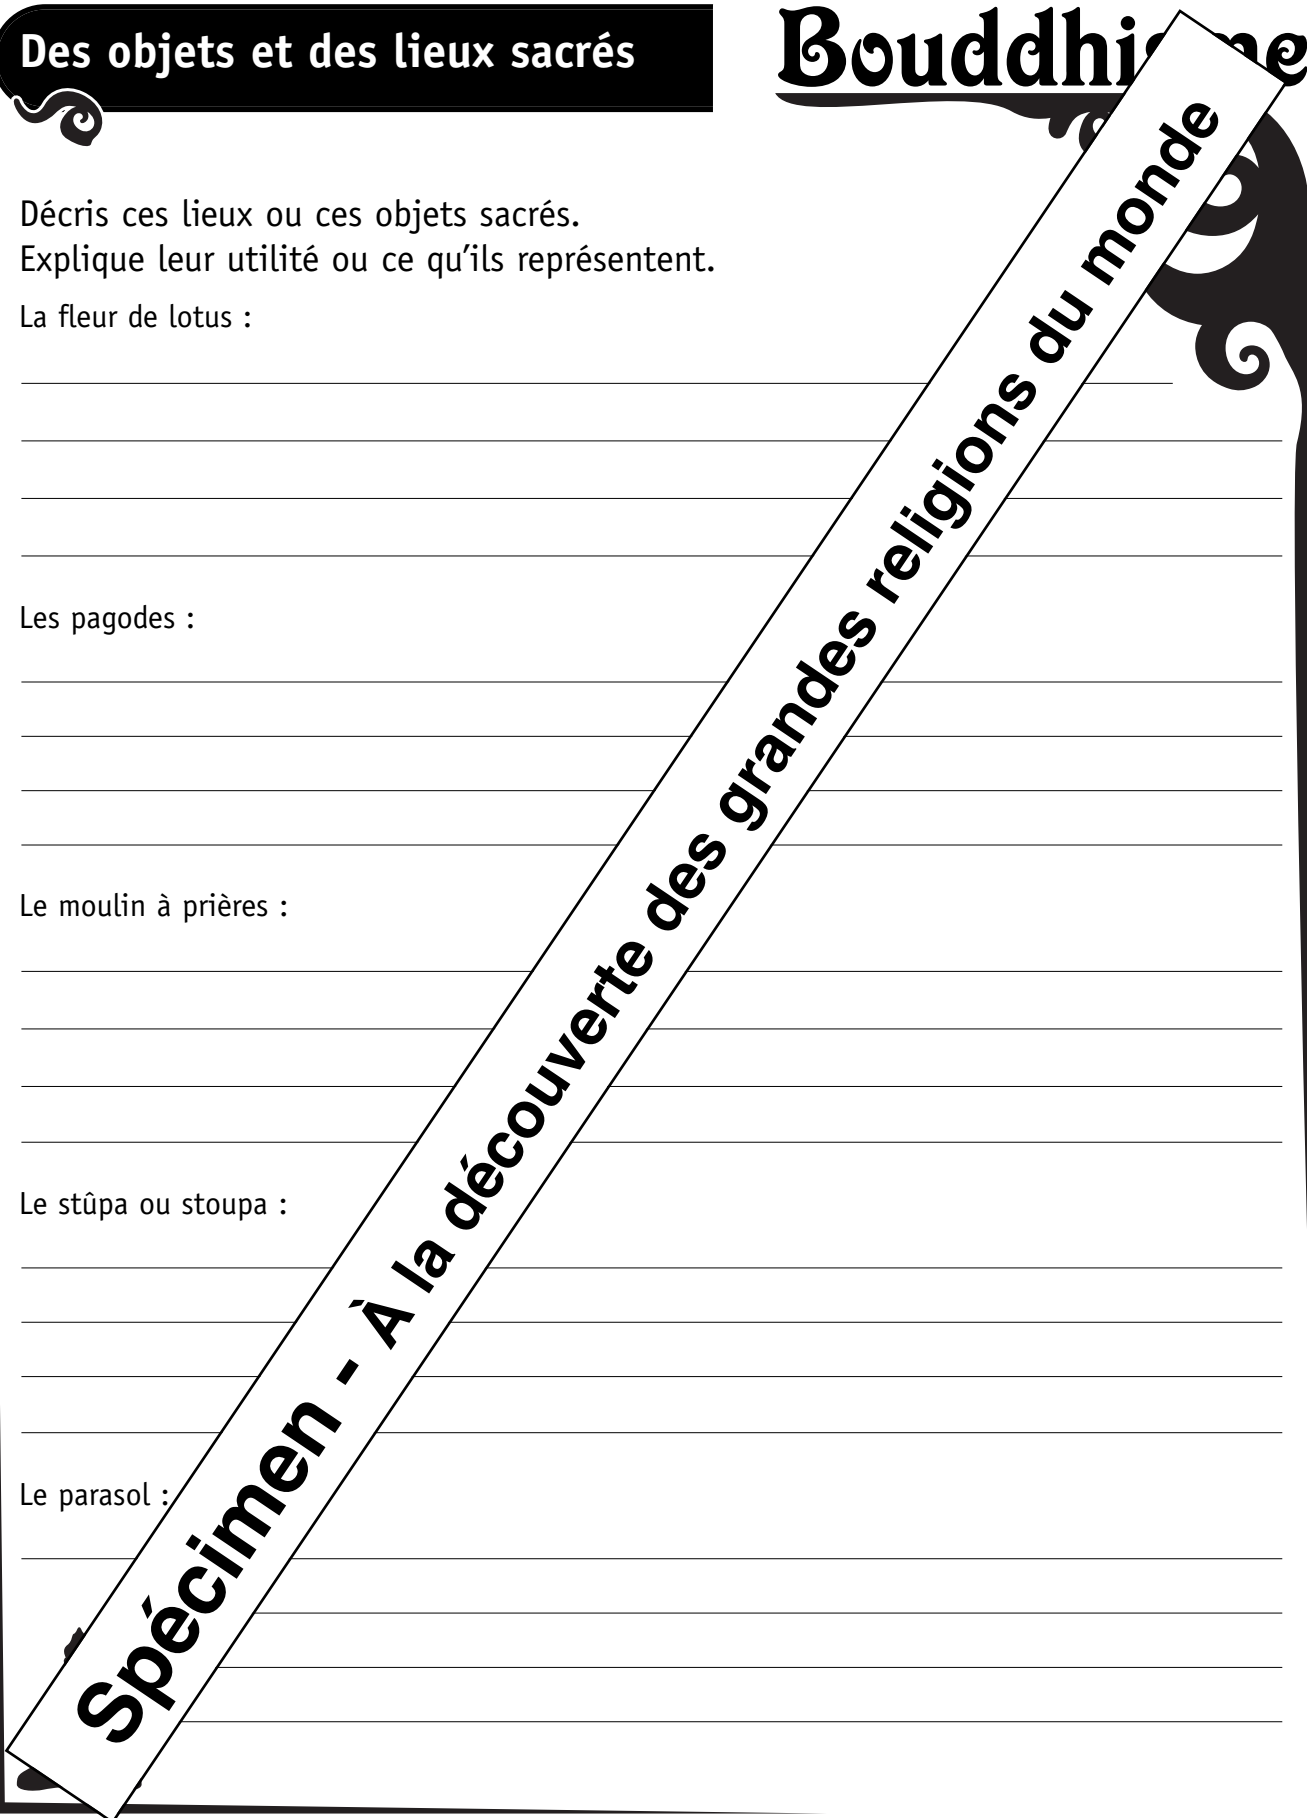 Des objets et des lieux sacrés
Bouddhisme
Décris ces lieux ou ces objets sacrés.
Explique leur utilité ou ce qu’ils représentent.
La fleur de lotus :
Les pagodes :
Le moulin à prières :
Le stûpa ou stoupa :
Le parasol :
Spécimen - À la découverte des grandes religions du monde